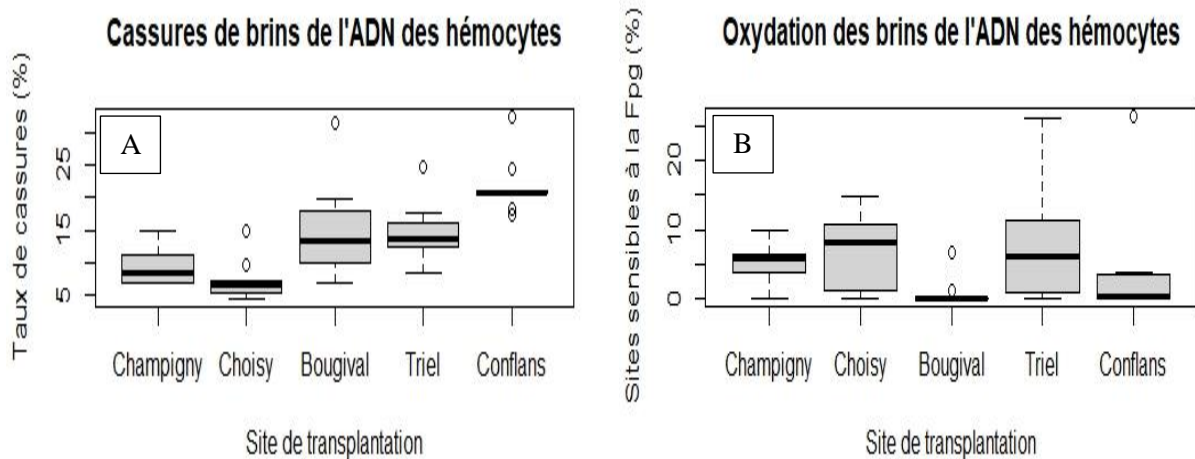 Cassures de brins de l'ADN des hémocytes
Taux de cassures (%)
A
25
15
5
Champigny Choisy Bougival Triel Conflans
Site de transplantation
Oxydation des brins de l'ADN des hémocytes
Sites sensibles à la Fpg (%)
B
20
10
0
Champigny Choisy Bougival Triel Conflans
Site de transplantation